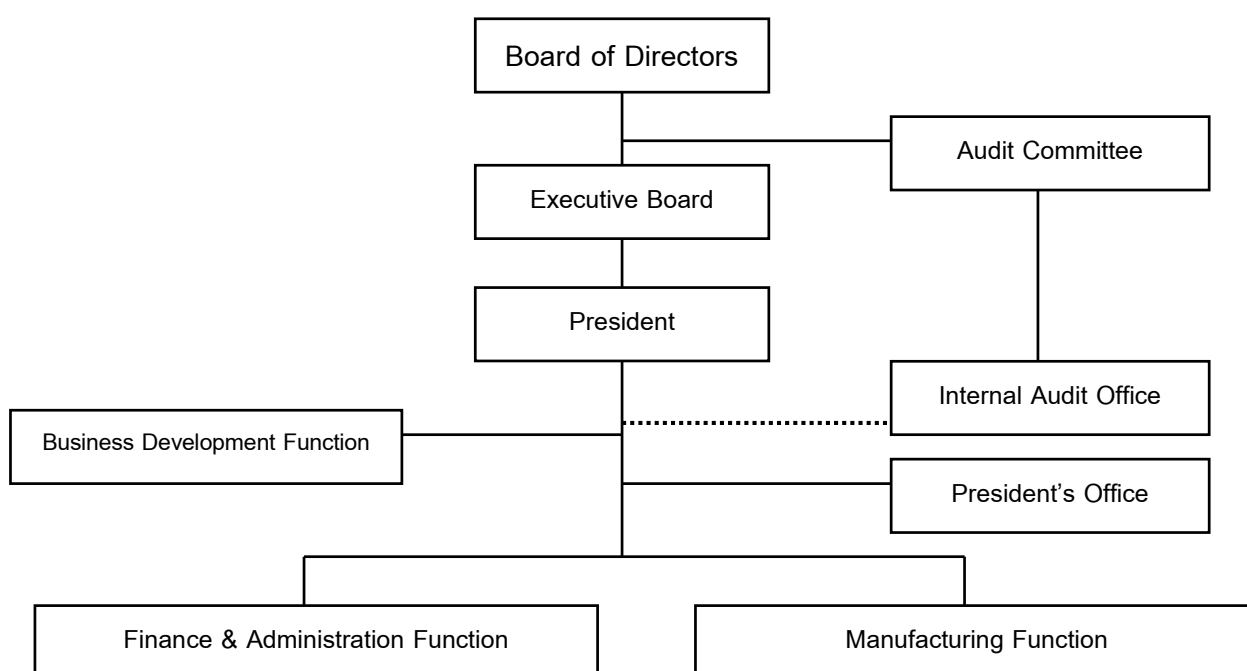 Board of Directors
Audit Committee
Executive Board
President
Internal Audit Office
Business Development Function
President’s Office
Finance & Administration Function
Manufacturing Function